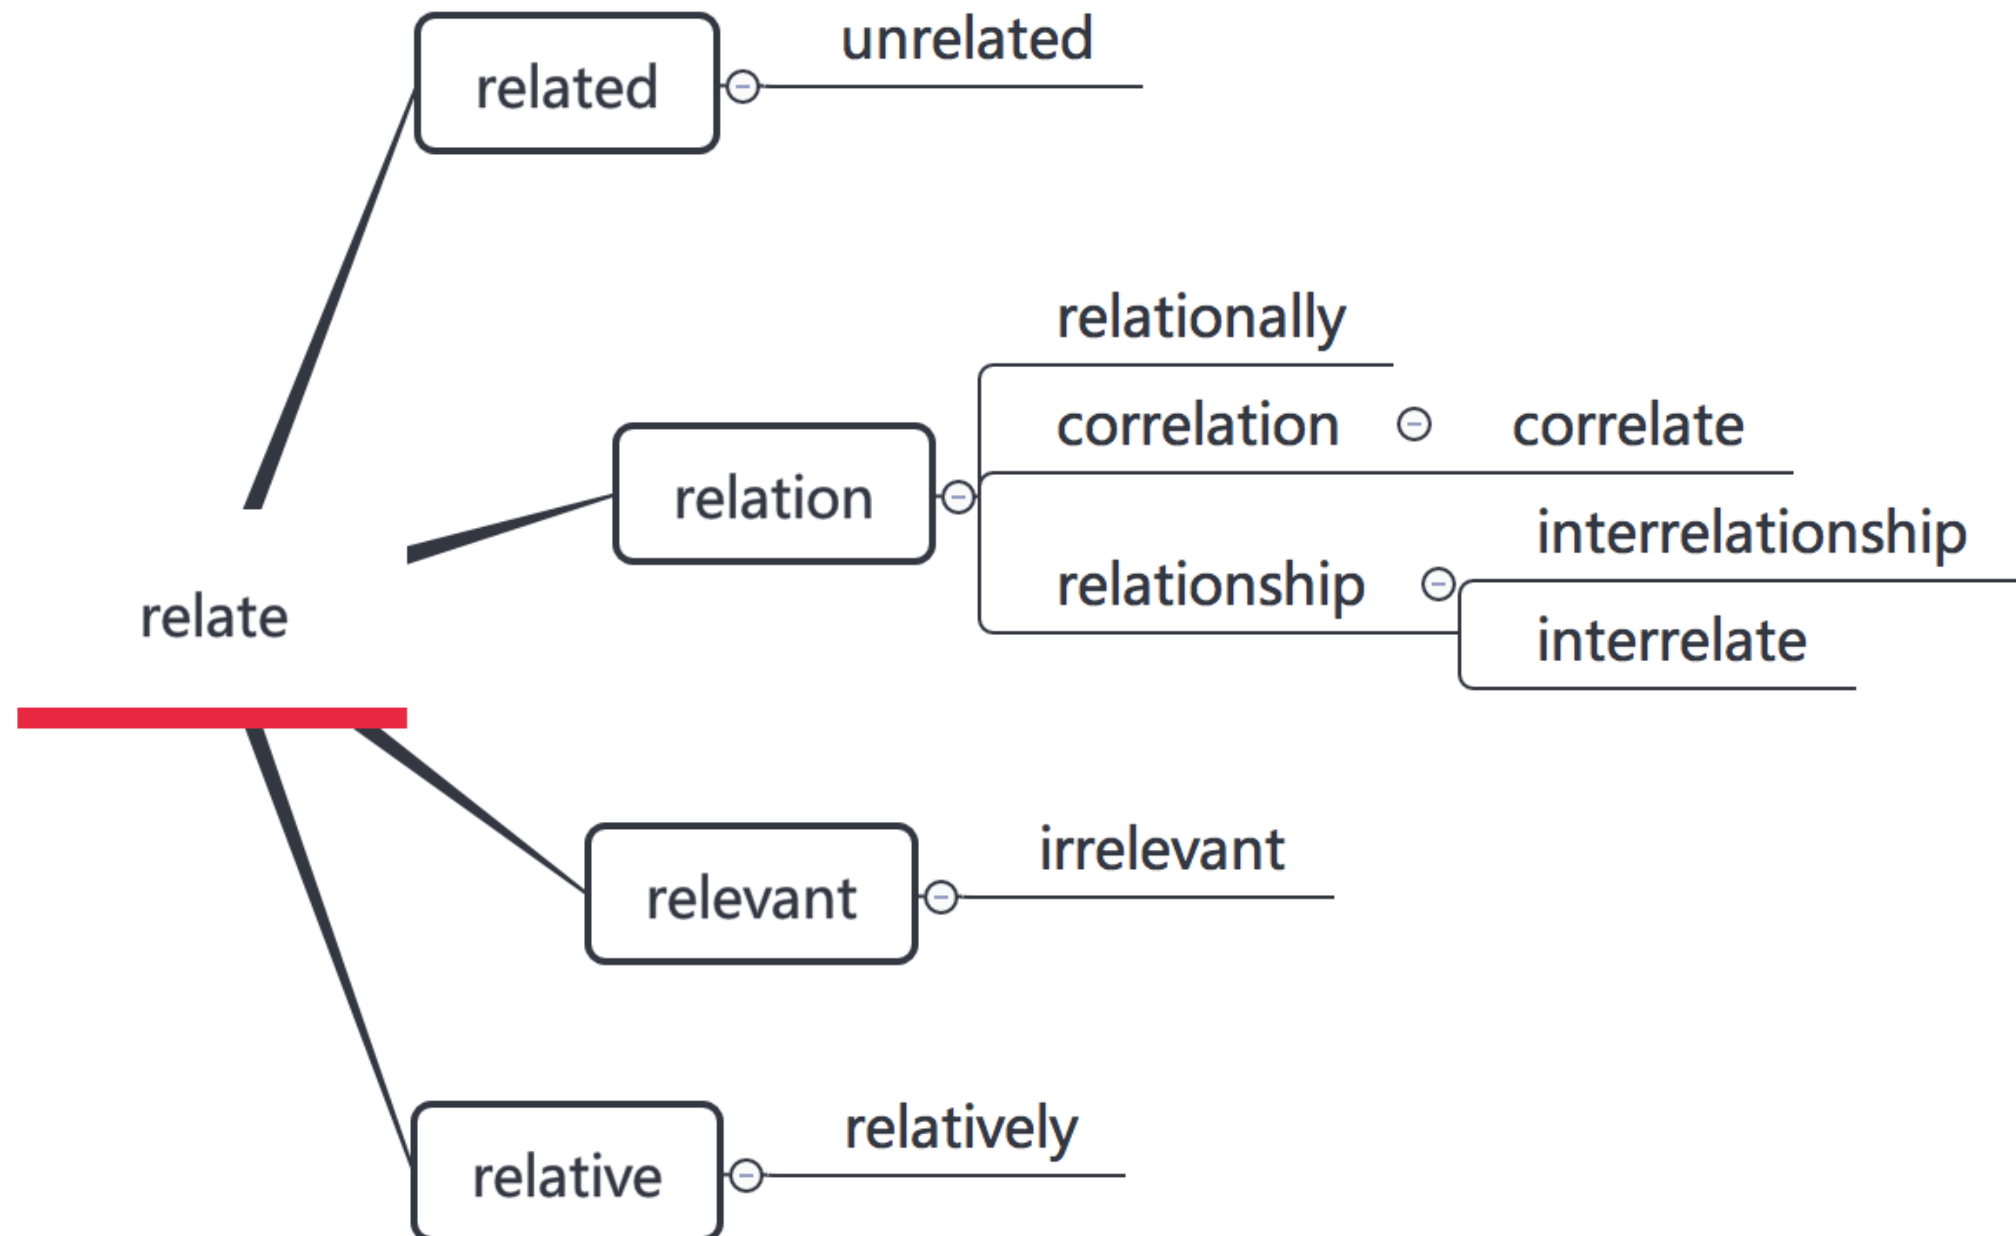 unrelated
related
relationally
correlation
correlate
relation
interrelationship
relationship
relate
interrelate
irrelevant
relevant
relatively
relative